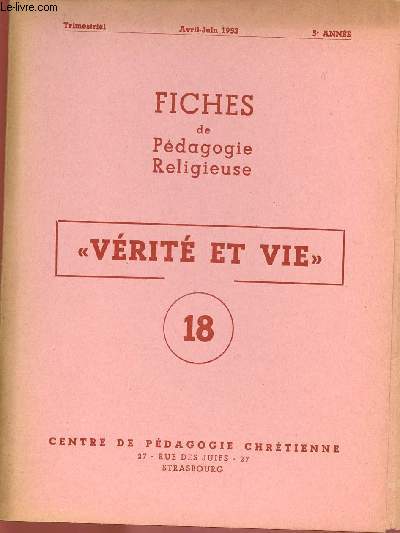 Le-livre.com
Trimestriel Avril-Juin 1953 5e ANNÉE
FICHES
de
Pédagogie
Religieuse
«VÉRITÉ ET VIE»
18
CENTRE DE PÉDAGOGIE CHRÉTIENNE
27 - RUE DES JUIFS - 27
STRASBOURG